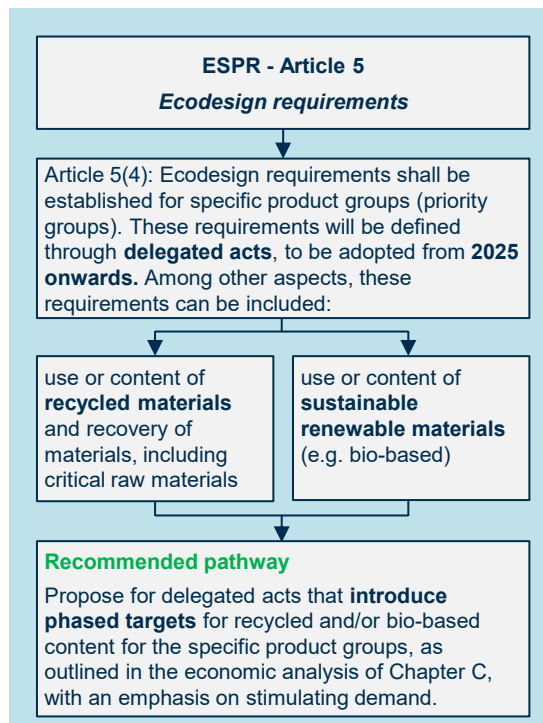 ESPR - Article 5
Ecodesign requirements
Article 5(4): Ecodesign requirements shall be
established for specific product groups (priority
groups). These requirements will be defined
through delegated acts, to be adopted from 2025
onwards. Among other aspects, these
requirements can be included:
use or content of
recycled materials
and recovery of
materials, including
critical raw materials
use or content of
sustainable
renewable materials
(e.g. bio-based)
Recommended pathway
Propose for delegated acts that introduce
phased targets for recycled and/or bio-based
content for the specific product groups, as
outlined in the economic analysis of Chapter C,
with an emphasis on stimulating demand.